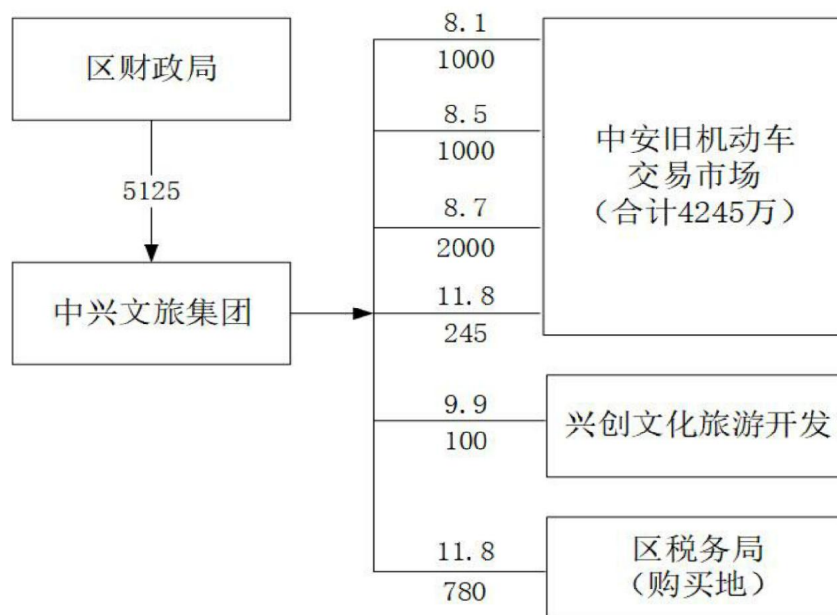 区财政局
5125
中兴文旅集团
8.1
1000
8.5
1000
8.7
2000
11.8
245
中安旧机动车
交易市场
（合计4245万）
9.9
100
兴创文化旅游开发
11.8
780
区税务局
（购买地）